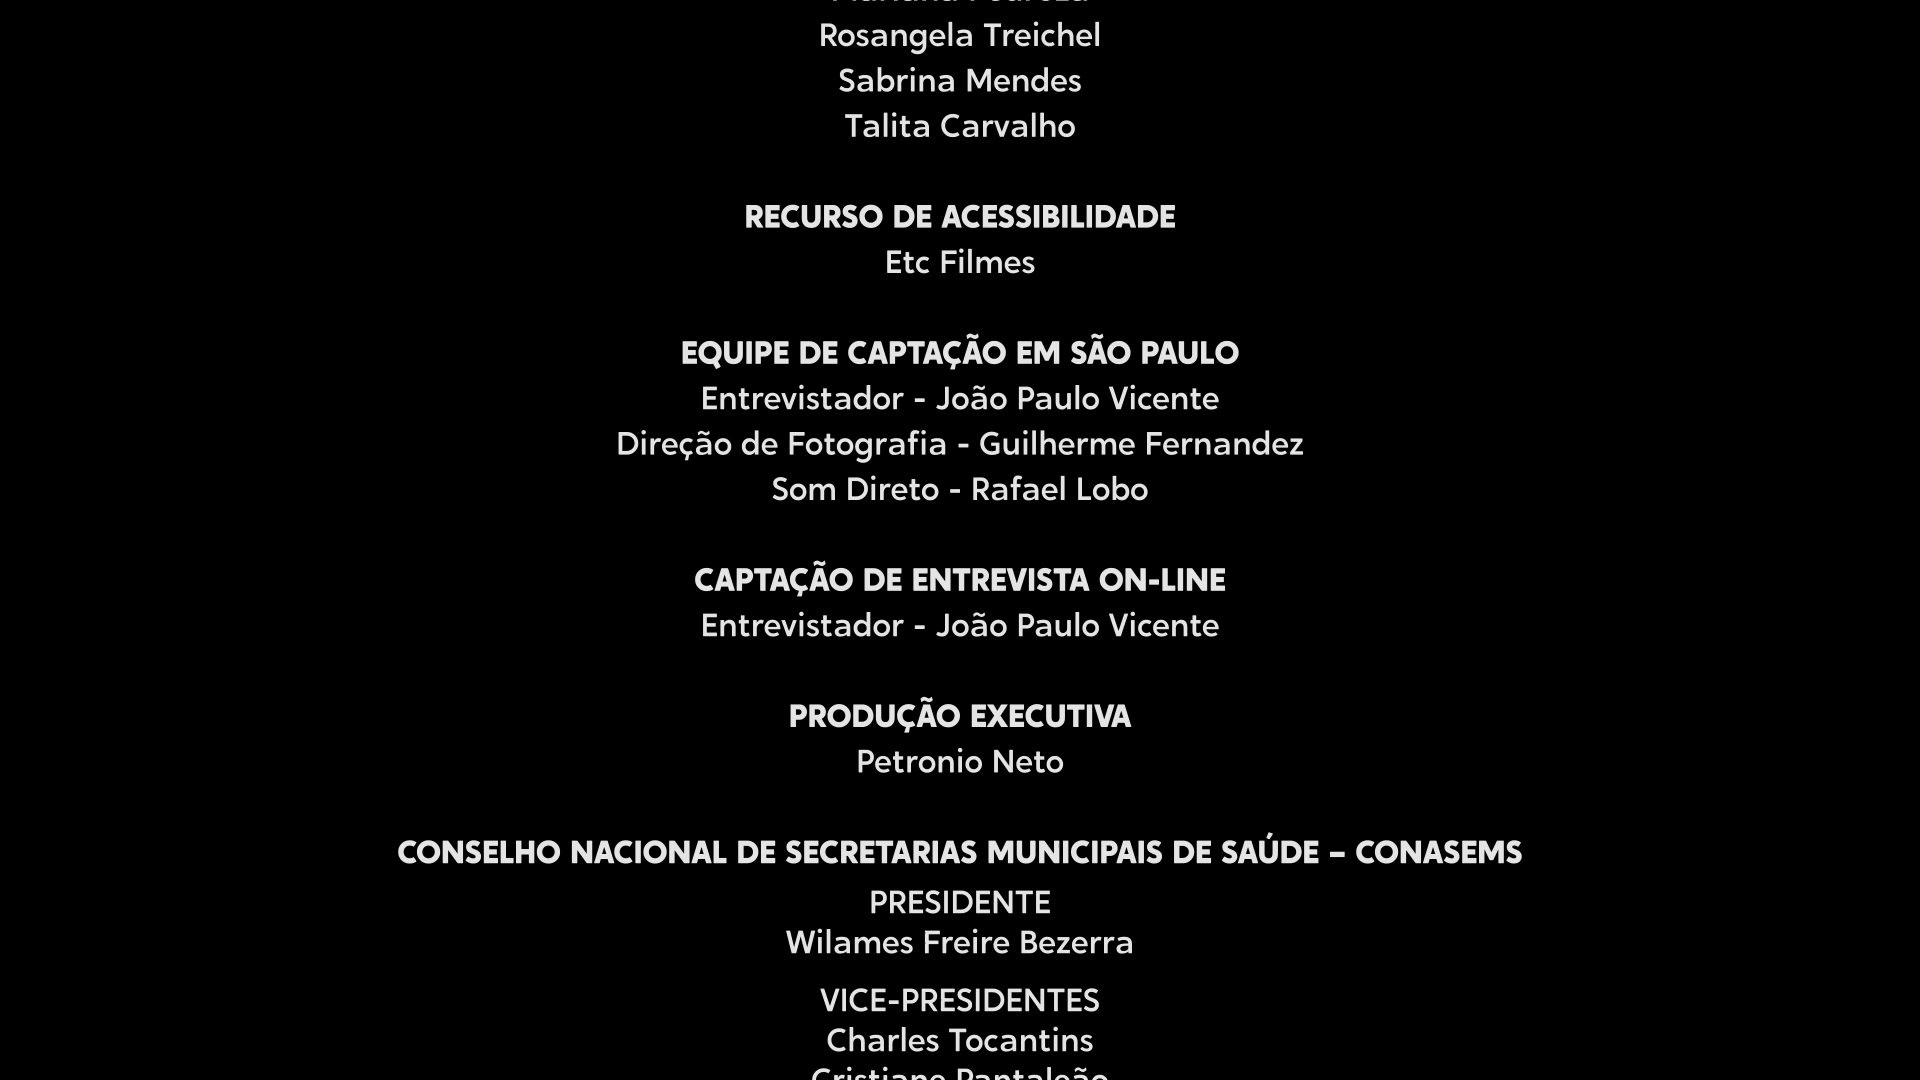 Rosangela Treichel
Sabrina Mendes
Talita Carvalho
RECURSO DE ACESSIBILIDADE
Etc Filmes
EQUIPE DE CAPTAÇÃO EM SÃO PAULO
Entrevistador - João Paulo Vicente
Direção de Fotografia - Guilherme Fernandez
Som Direto - Rafael Lobo
CAPTAÇÃO DE ENTREVISTA ON-LINE
Entrevistador - João Paulo Vicente
PRODUÇÃO EXECUTIVA
Petronio Neto
CONSELHO NACIONAL DE SECRETARIAS MUNICIPAIS DE SAÚDE – CONASEMS
PRESIDENTE
Wilames Freire Bezerra
VICE-PRESIDENTES
Charles Tocantins
Cristiane Pantaleão